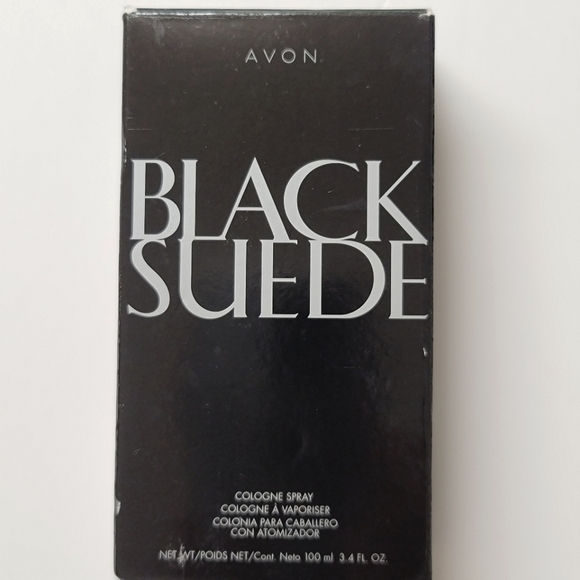 AVON
BLACK
SUEDE
COLOGNE SPRAY
COLOGNE À VAPORISER
COLONIA PARA CABALLERO
CON ATOMIZADOR
NET WT/POIDS NET/Cont. Neto 100 ml 3.4 FL OZ.